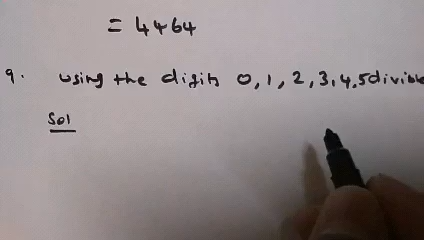 = 4464
9. using the digits 0, 1, 2, 3, 4, 5
Sol